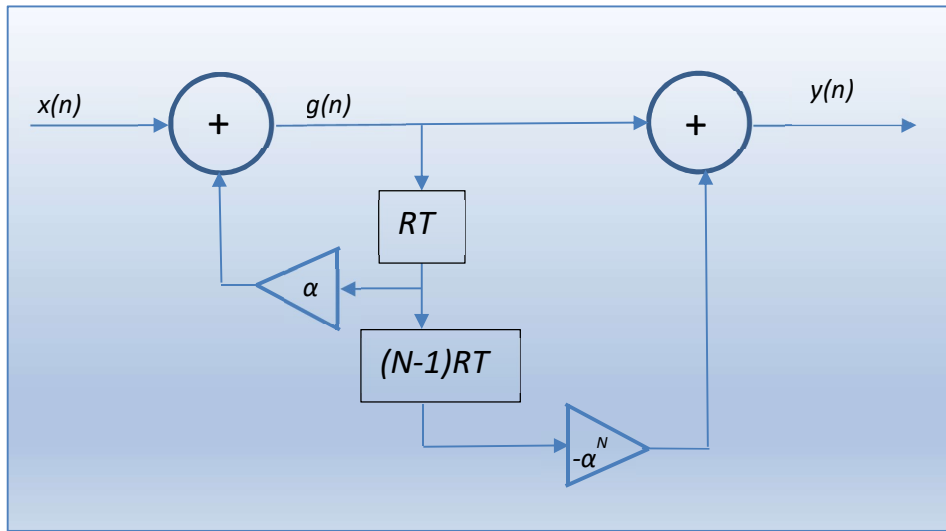 x(n) + g(n) + y(n)
RT
α
(N-1)RT
-α^N